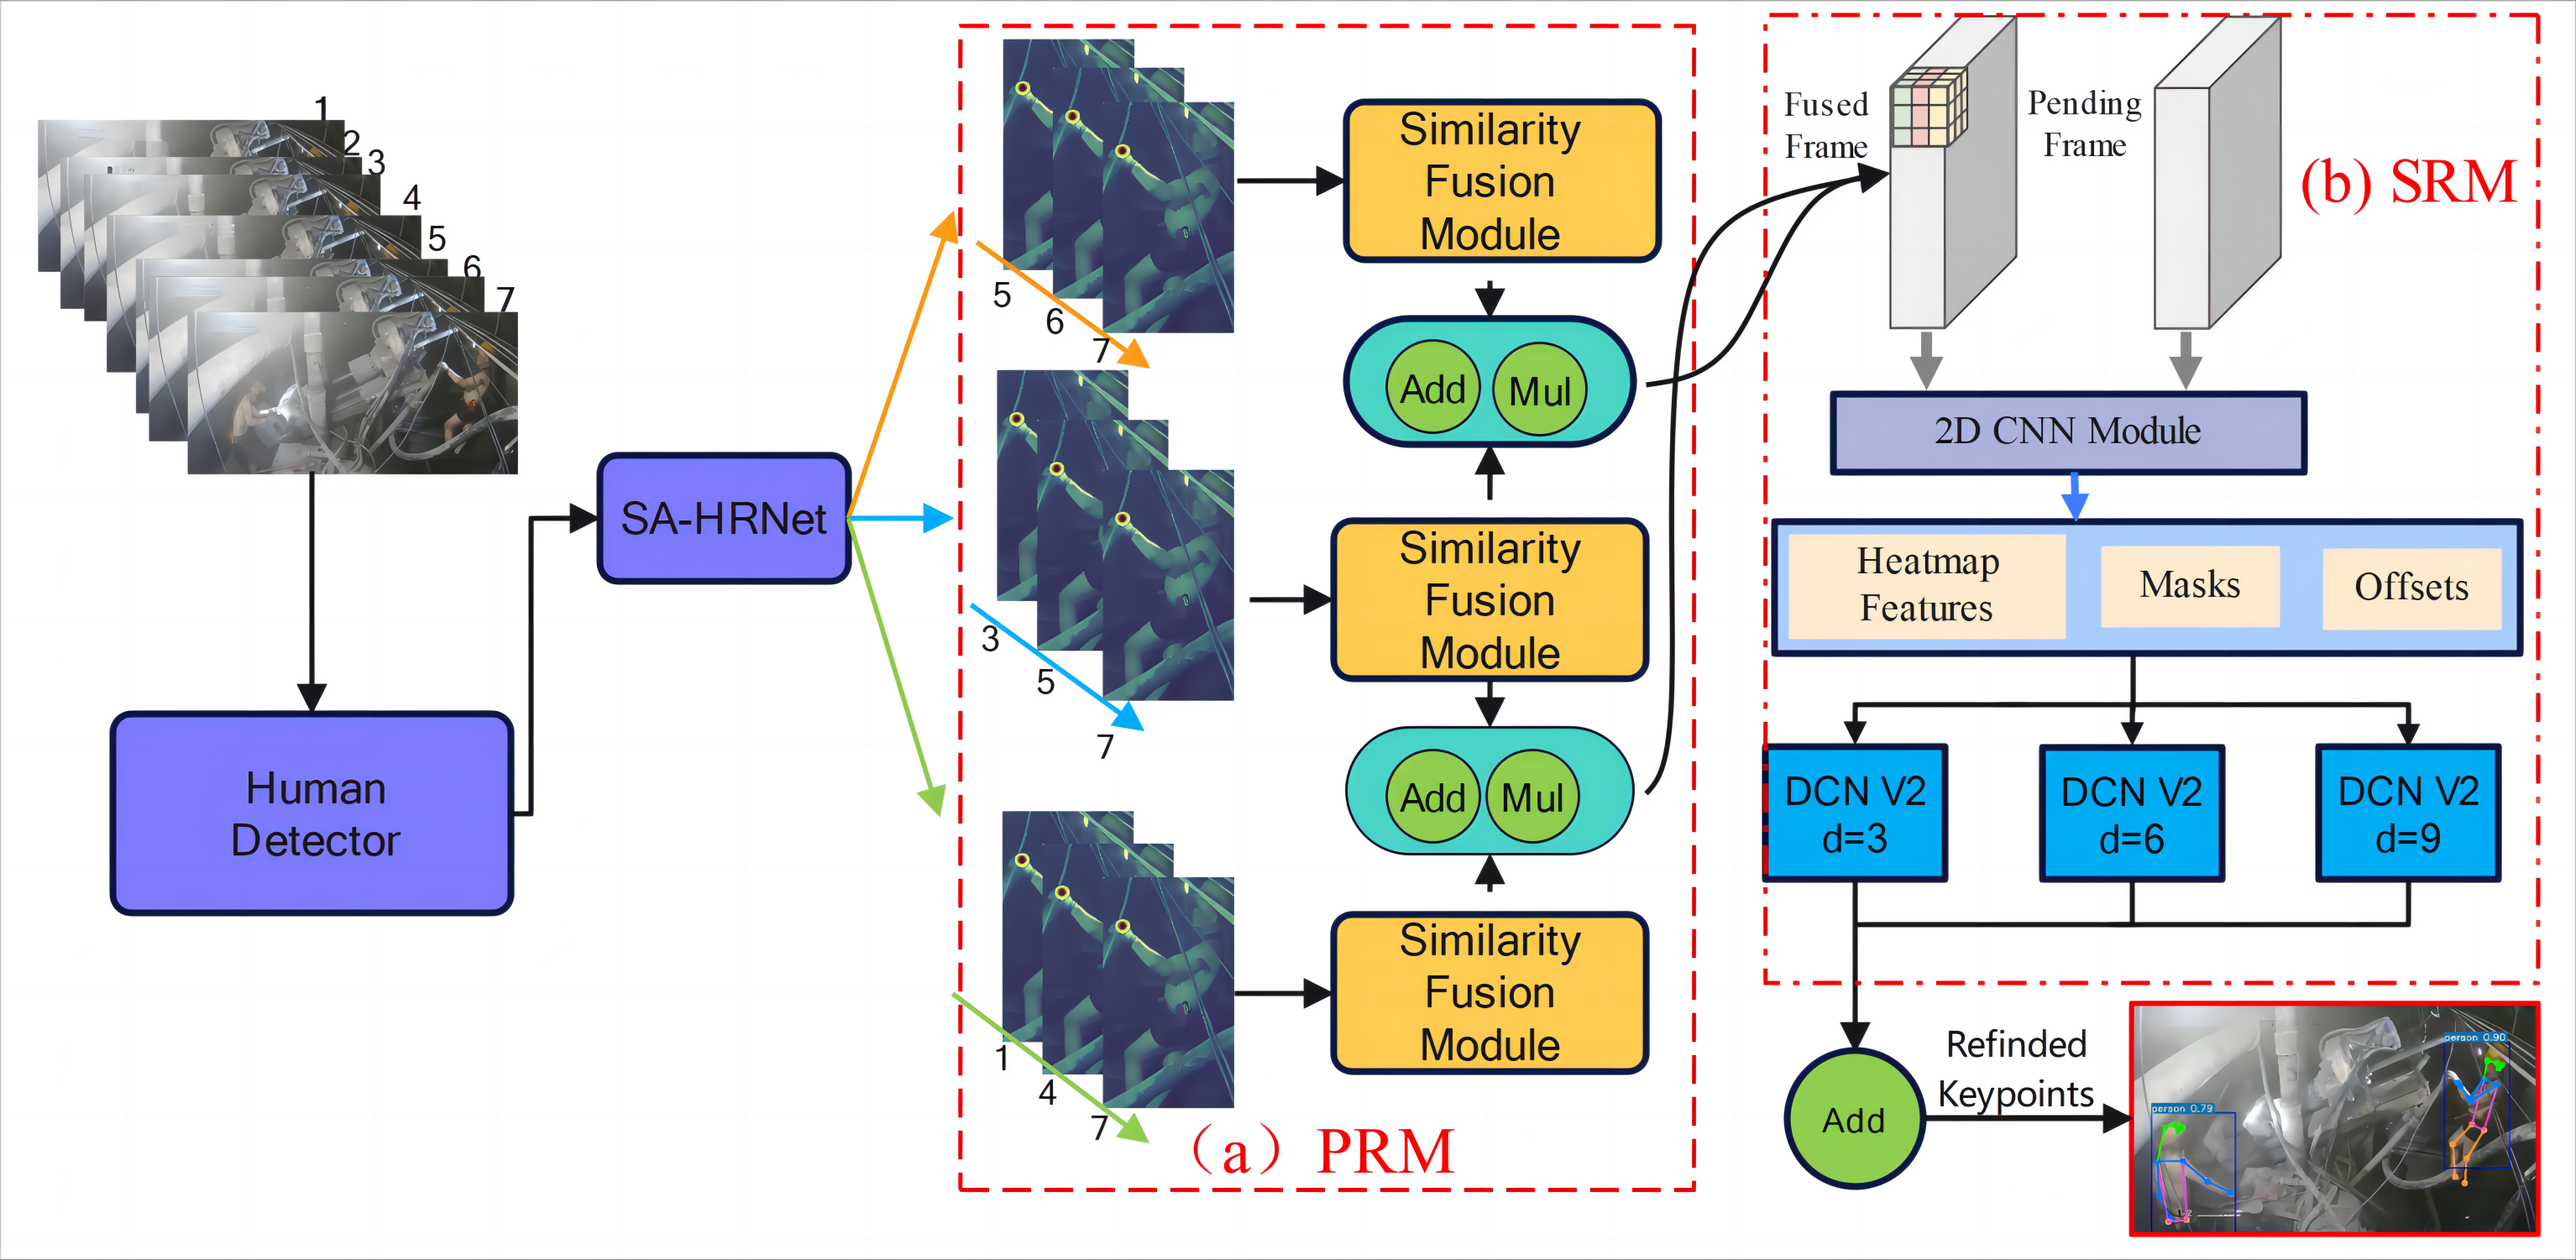 1
2
3
4
5
6
7
Human
Detector
SA-HRNet
5
6
7
3
5
7
1
4
7
Similarity
Fusion
Module
Add Mul
Similarity
Fusion
Module
Add Mul
Similarity
Fusion
Module
（a）PRM
Fused
Frame
Pending
Frame
(b) SRM
2D CNN Module
Heatmap
Features
Masks
Offsets
DCN V2
d=3
DCN V2
d=6
DCN V2
d=9
Add
Refinded
Keypoints
person 0.90
person 0.79